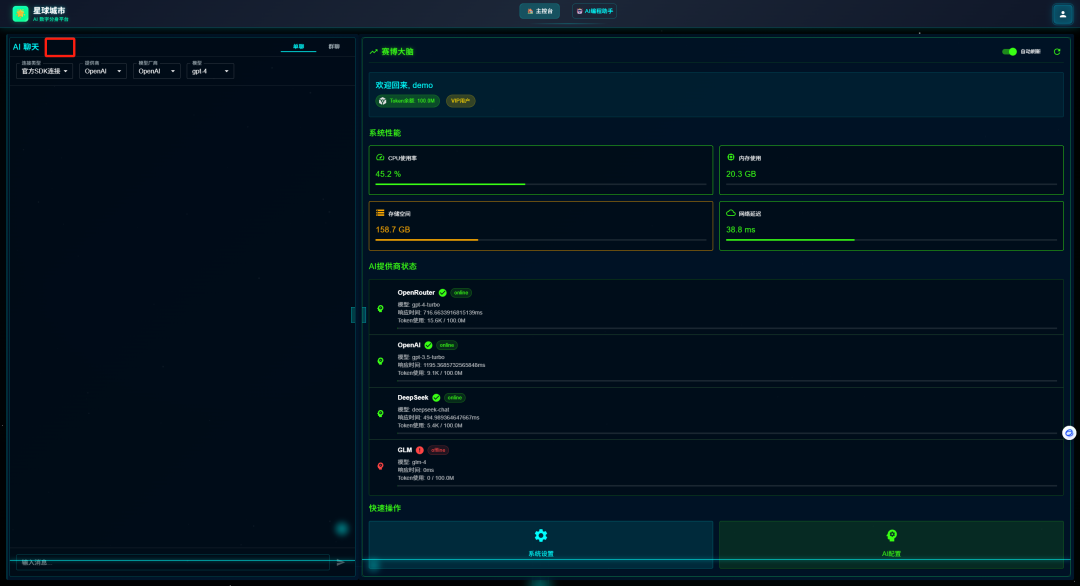 星球城市
AI 数字分身平台
主控台
AI编程助手
AI 聊天
单聊
群聊
连接类型
官方SDK连接
提供商
OpenAI
模型厂商
OpenAI
模型
gpt-4
输入消息...
赛博大脑
自动刷新
欢迎回来, demo
Token余额: 100.0M
VIP用户
系统性能
CPU使用率
45.2 %
内存使用
20.3 GB
存储空间
158.7 GB
网络延迟
38.8 ms
AI提供商状态
OpenRouter
online
模型: gpt-4-turbo
响应时间: 716.6633916815139ms
Token使用: 15.6K / 100.0M
OpenAI
online
模型: gpt-3.5-turbo
响应时间: 1195.3685732565848ms
Token使用: 9.1K / 100.0M
DeepSeek
online
模型: deepseek-chat
响应时间: 494.989364647667ms
Token使用: 5.4K / 100.0M
GLM
offline
模型: glm-4
响应时间: 0ms
Token使用: 0 / 100.0M
快速操作
系统设置
AI配置